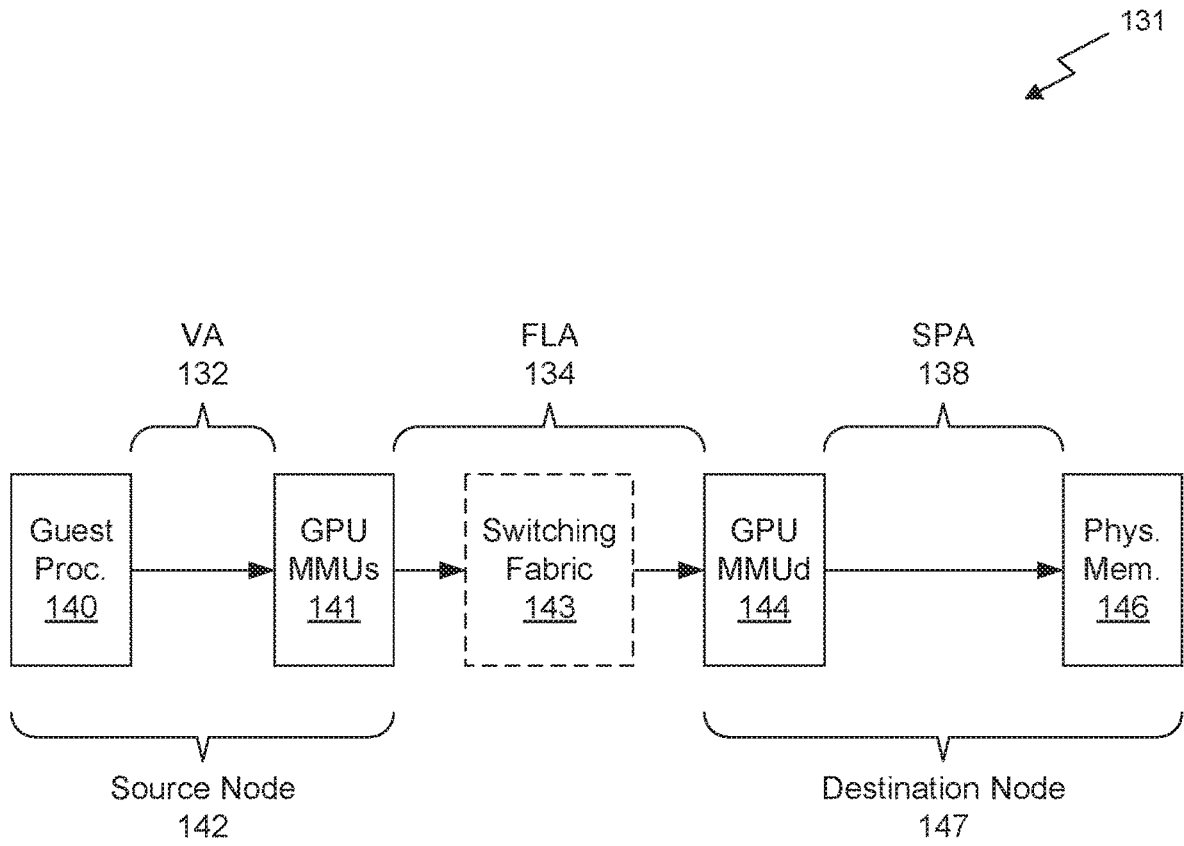 131
VA
132
FLA
134
SPA
138
Guest
Proc.
140
GPU
MMUs
141
Switching
Fabric
143
GPU
MMUd
144
Phys.
Mem.
146
Source Node
142
Destination Node
147